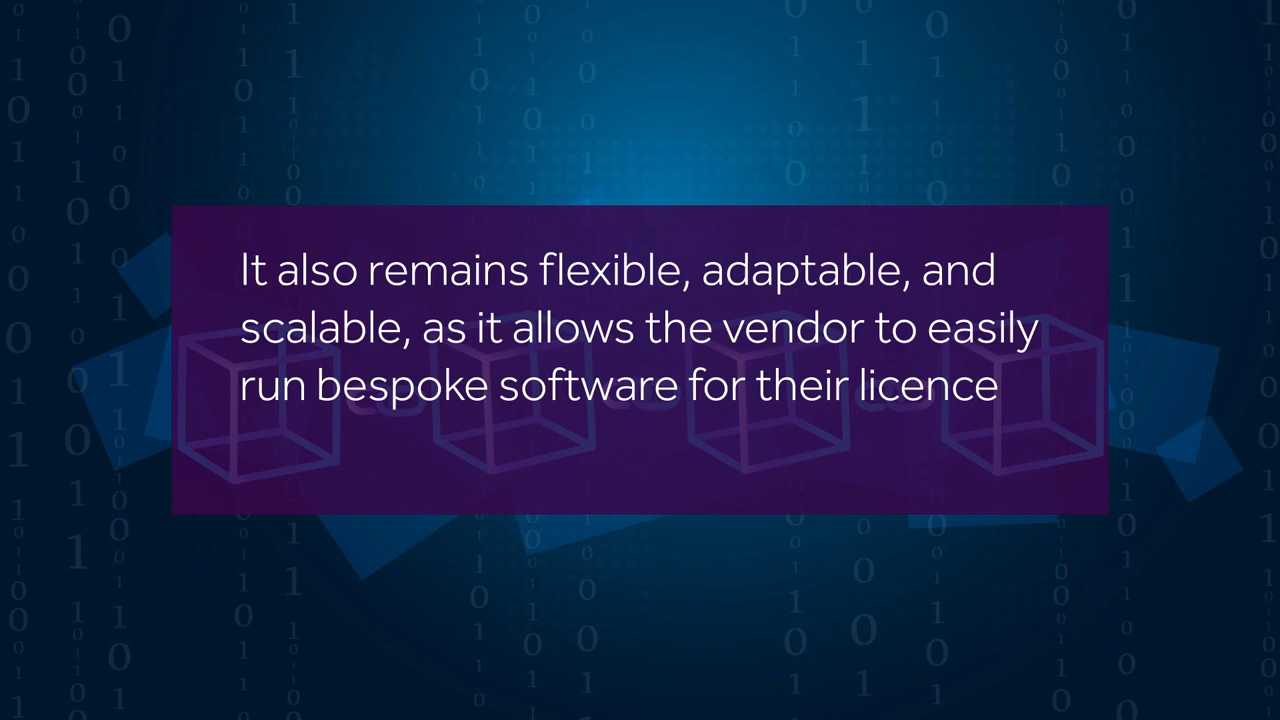 It also remains flexible, adaptable, and
scalable, as it allows the vendor to easily
run bespoke software for their licence